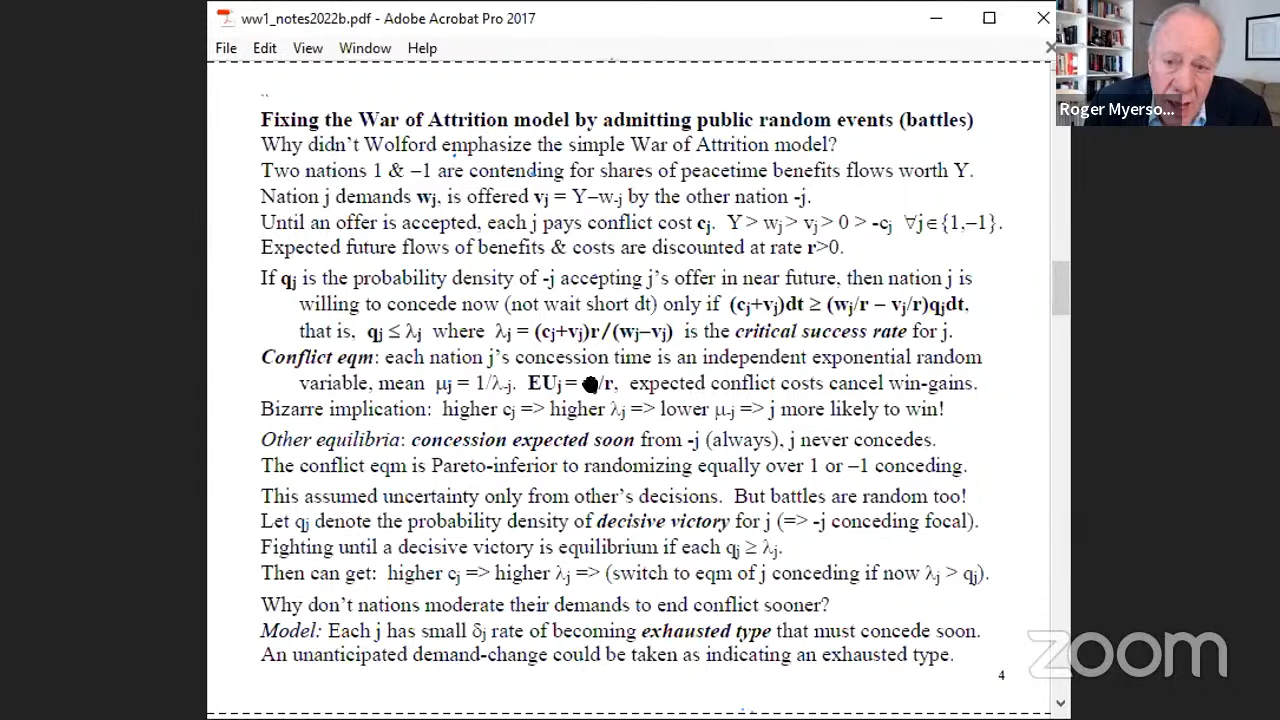 ww1_notes2022b.pdf - Adobe Acrobat Pro 2017
File Edit View Window Help
Roger Myerso...
Fixing the War of Attrition model by admitting public random events (battles)
Why didn’t Wolford emphasize the simple War of Attrition model?
Two nations 1 & −1 are contending for shares of peacetime benefits flows worth Y.
Nation j demands wj, is offered vj = Y−w-j by the other nation -j.
Until an offer is accepted, each j pays conflict cost cj. Y > wj > vj > 0 > -cj ∀j∈{1,−1}.
Expected future flows of benefits & costs are discounted at rate r>0.
If qj is the probability density of -j accepting j’s offer in near future, then nation j is
willing to concede now (not wait short dt) only if (cj+vj)dt ≥ (wj/r − vj/r)qjdt,
that is, qj ≤ λj where λj = (cj+vj)r/(wj−vj) is the critical success rate for j.
Conflict eqm: each nation j’s concession time is an independent exponential random
variable, mean μj = 1/λ-j. EUj = /r, expected conflict costs cancel win-gains.
Bizarre implication: higher cj => higher λj => lower μ-j => j more likely to win!
Other equilibria: concession expected soon from -j (always), j never concedes.
The conflict eqm is Pareto-inferior to randomizing equally over 1 or −1 conceding.
This assumed uncertainty only from other’s decisions. But battles are random too!
Let qj denote the probability density of decisive victory for j (=> -j conceding focal).
Fighting until a decisive victory is equilibrium if each qj ≥ λj.
Then can get: higher cj => higher λj => (switch to eqm of j conceding if now λj > qj).
Why don’t nations moderate their demands to end conflict sooner?
Model: Each j has small δj rate of becoming exhausted type that must concede soon.
An unanticipated demand-change could be taken as indicating an exhausted type.
4
zoom